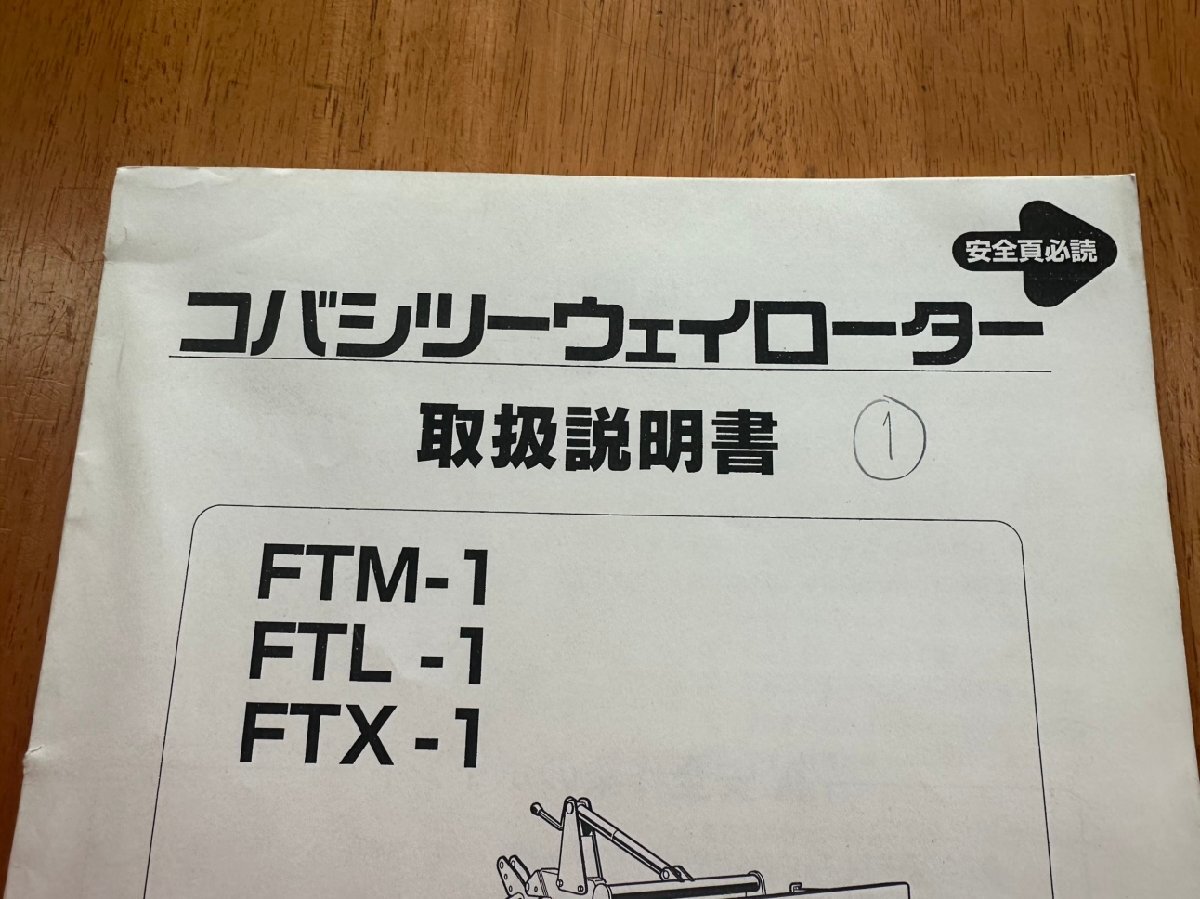 安全頁必読
コバシツーウェイローター
取扱説明書 ①
FTM-1
FTL -1
FTX -1